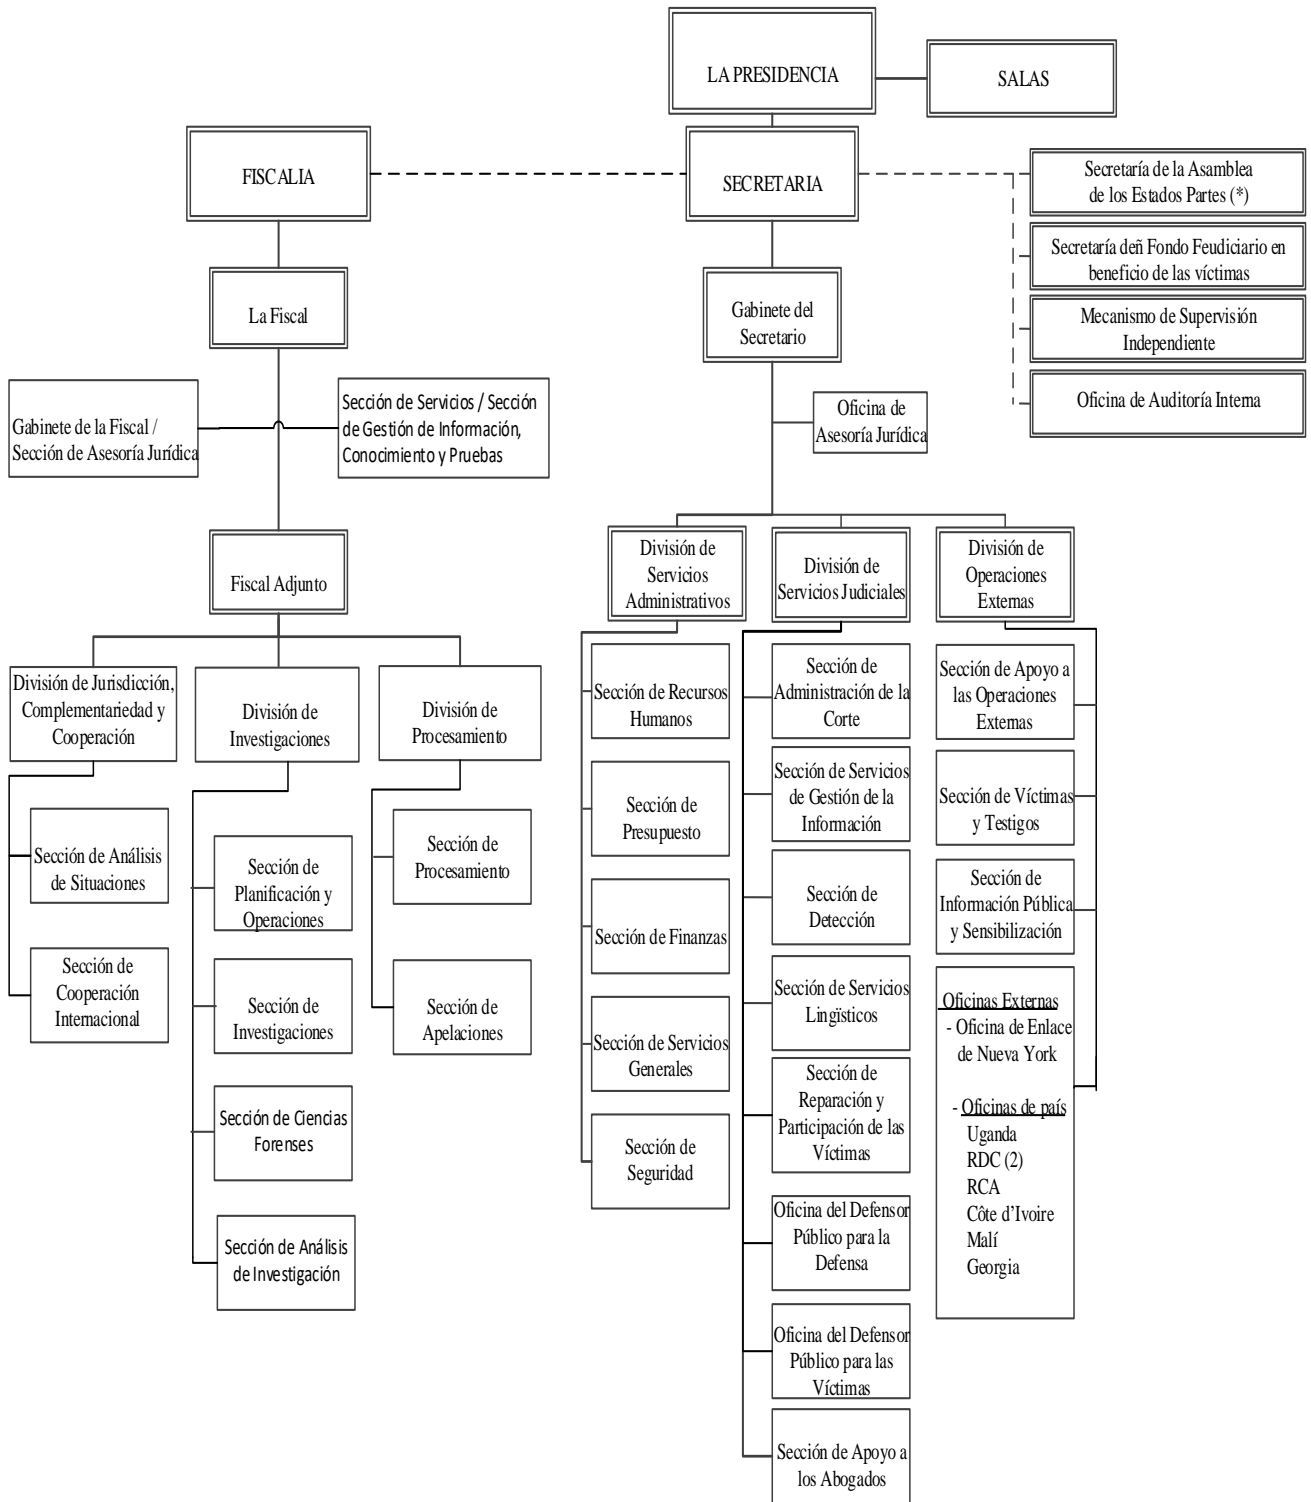 LA PRESIDENCIA
SALAS
FISCALIA
SECRETARIA
Secretaría de la Asamblea
de los Estados Partes (*)
Secretaría deñ Fondo Feudiciario en
beneficio de las víctimas
Mecanismo de Supervisión
Independiente
Oficina de Auditoría Interna
La Fiscal
Gabinete del
Secretario
Gabinete de la Fiscal /
Sección de Asesoría Jurídica
Sección de Servicios / Sección
de Gestión de Información,
Conocimiento y Pruebas
Oficina de
Asesoría Jurídica
Fiscal Adjunto
División de Jurisdicción,
Complementariedad y
Cooperación
División de
Investigaciones
División de
Procesamiento
Sección de Análisis
de Situaciones
Sección de
Cooperación
Internacional
Sección de
Planificación y
Operaciones
Sección de
Investigaciones
Sección de Ciencias
Forenses
Sección de Análisis
de Investigación
Sección de
Procesamiento
Sección de
Apelaciones
División de
Servicios
Administrativos
Sección de Recursos
Humanos
Sección de
Presupuesto
Sección de Finanzas
Sección de Servicios
Generales
Sección de
Seguridad
División de
Servicios Judiciales
Sección de
Administración de la
Corte
Sección de Servicios
de Gestión de la
Información
Sección de
Detección
Sección de Servicios
Lingïsticos
Sección de
Reparación y
Participación de las
Víctimas
Oficina del Defensor
Público para la
Defensa
Oficina del Defensor
Público para las
Víctimas
Sección de Apoyo a
los Abogados
División de
Operaciones
Externas
Sección de Apoyo a
las Operaciones
Externas
Sección de Víctimas
y Testigos
Sección de
Información Pública
y Sensibilización
Oficinas Externas
- Oficina de Enlace
de Nueva York
- Oficinas de país
Uganda
RDC (2)
RCA
Côte d'Ivoire
Malí
Georgia